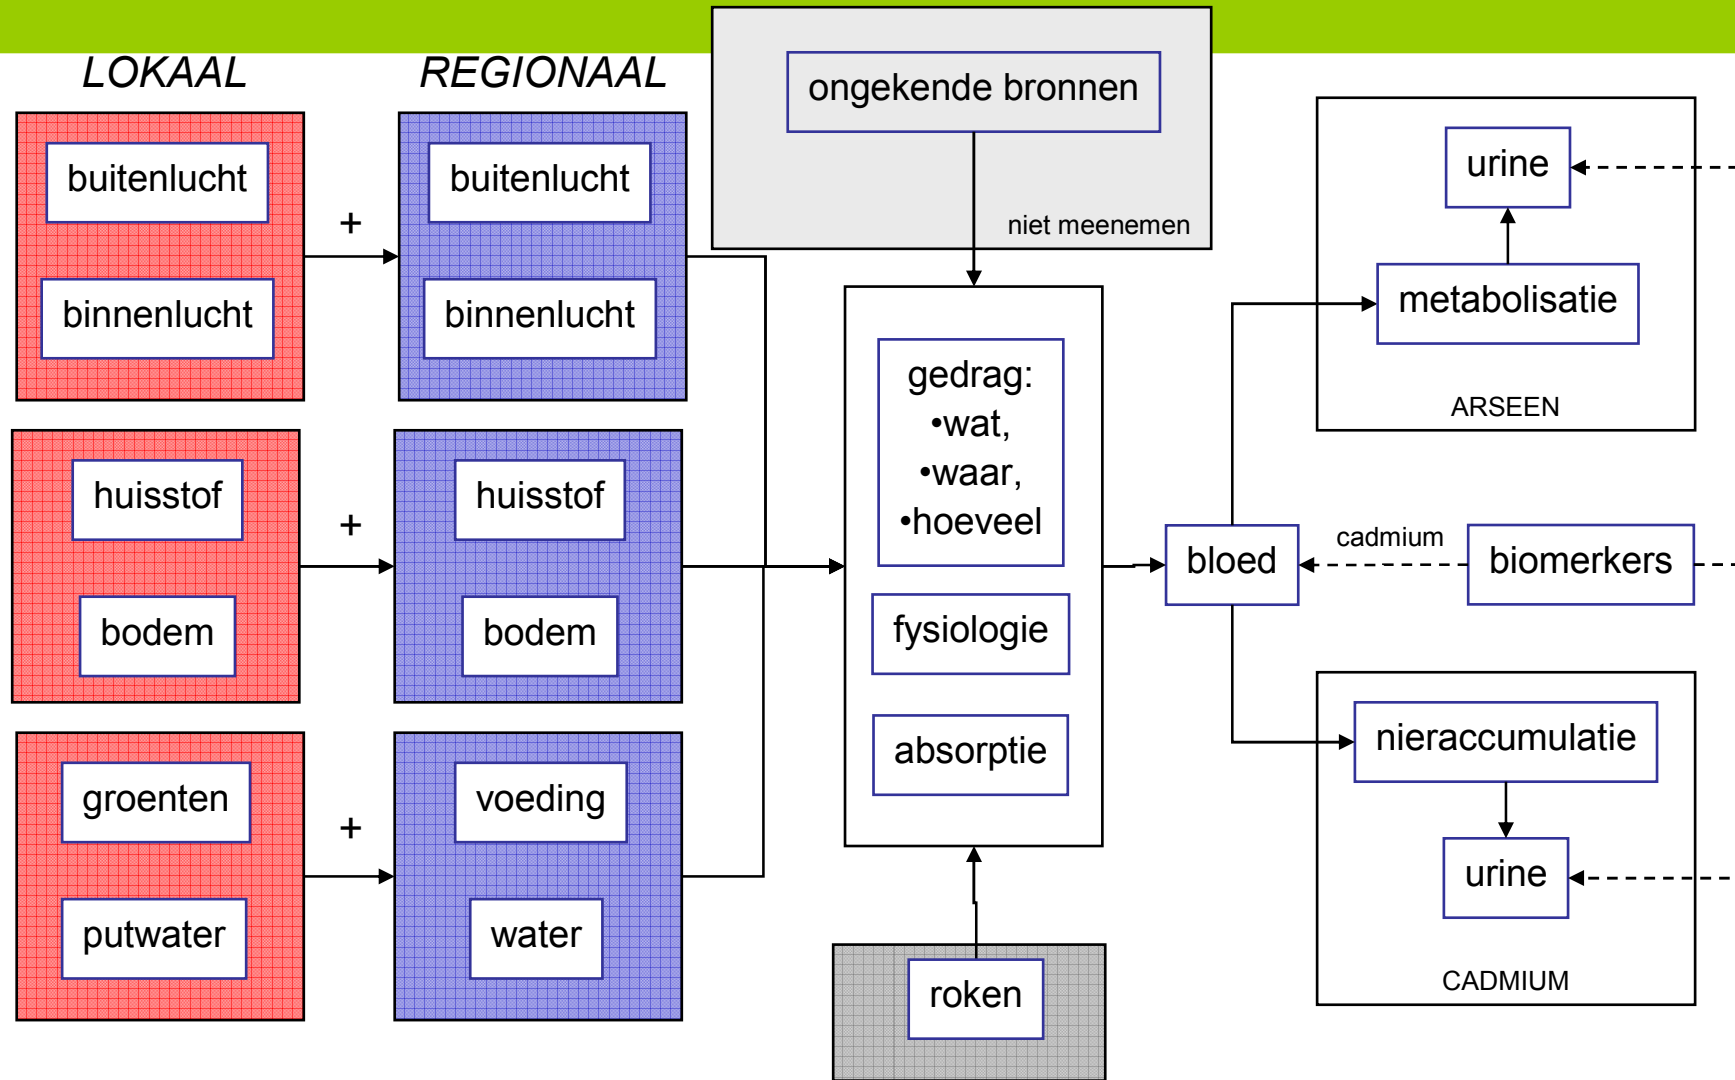 LOKAAL
buitenlucht
binnenlucht
huisstof
bodem
groenten
putwater
+
+
+
REGIONAAL
buitenlucht
binnenlucht
huisstof
bodem
voeding
water
ongekende bronnen
niet meenemen
gedrag:
•wat,
•waar,
•hoeveel
fysiologie
absorptie
roken
bloed
cadmium
biomerkers
urine
metabolisatie
ARSEEN
nieraccumulatie
urine
CADMIUM